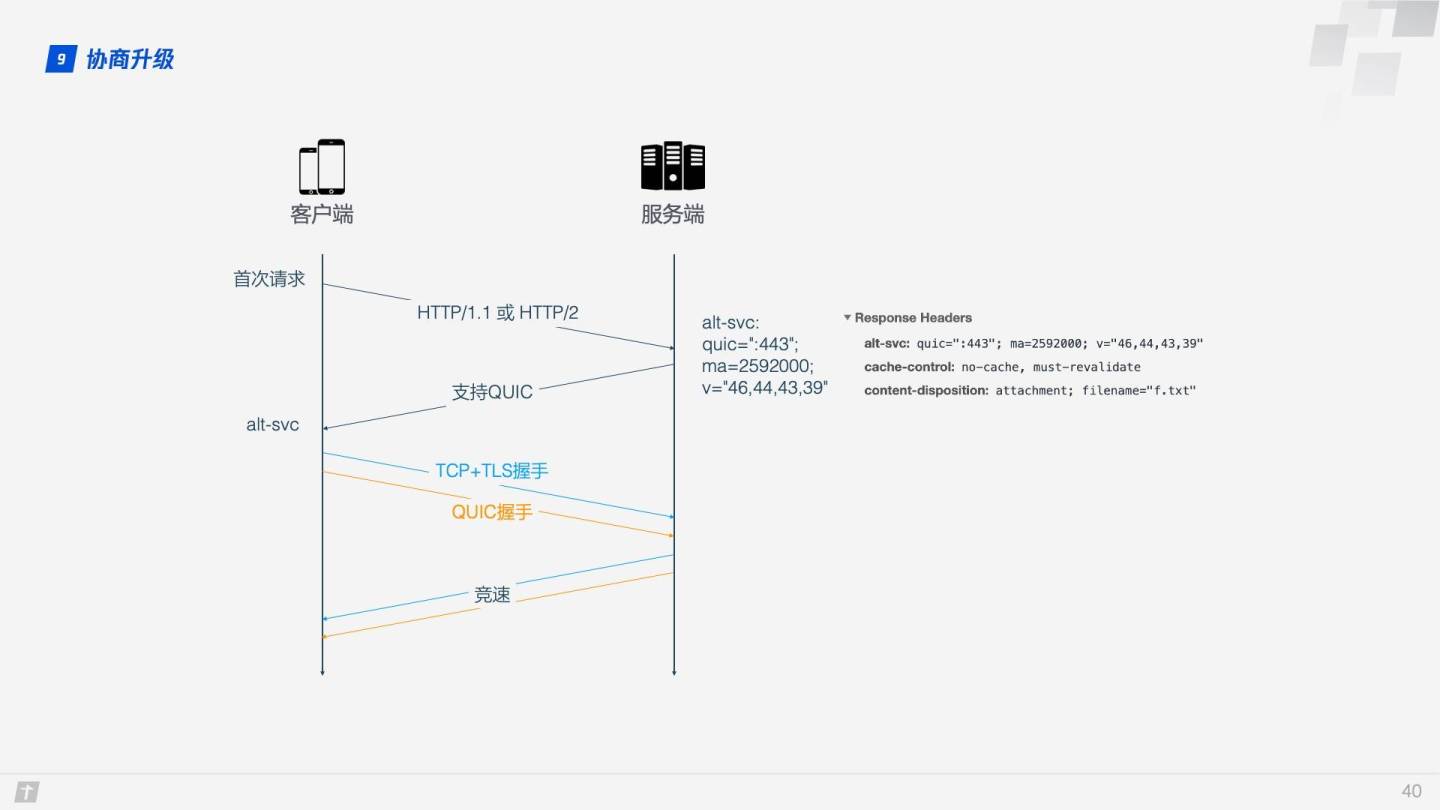 9 协商升级
客户端
服务端
首次请求
HTTP/1.1 或 HTTP/2
alt-svc:
quic=":443";
ma=2592000;
v="46,44,43,39"
Response Headers
alt-svc: quic=":443"; ma=2592000; v="46,44,43,39"
cache-control: no-cache, must-revalidate
content-disposition: attachment; filename="f.txt"
支持QUIC
alt-svc
TCP+TLS握手
QUIC握手
竞速
40